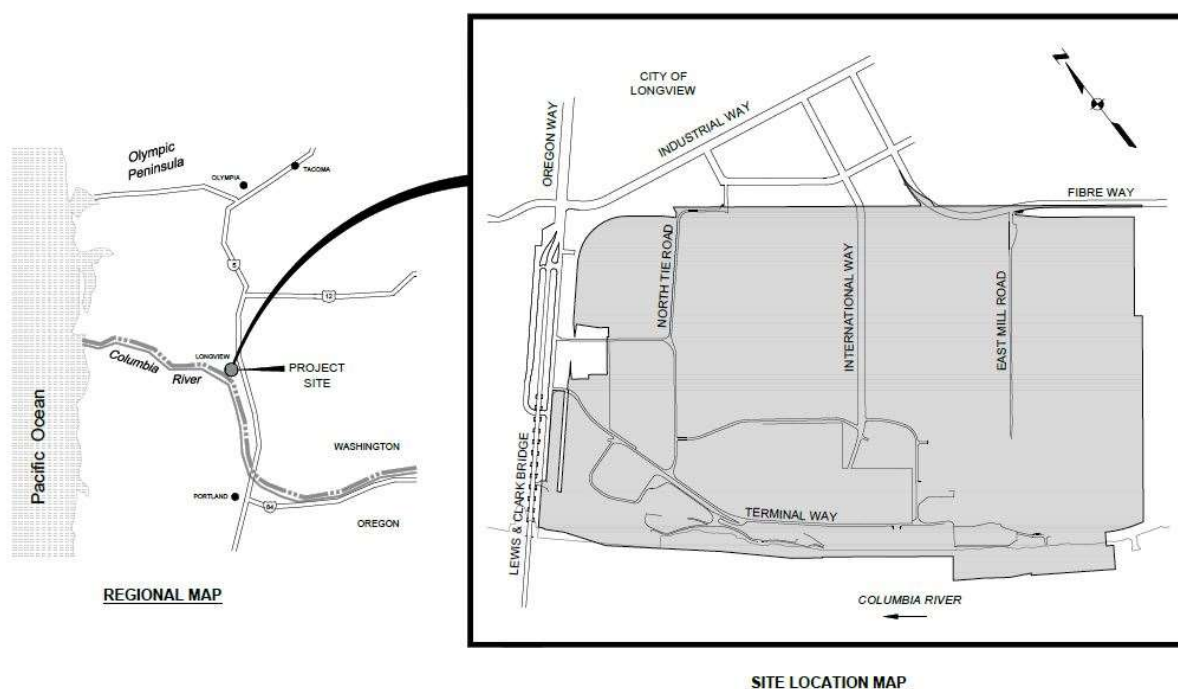 Olympic
Peninsula
OLYMPIA
TACOMA
5
12
LONGVIEW
Columbia
River
PROJECT
SITE
Pacific Ocean
WASHINGTON
PORTLAND
84
OREGON
REGIONAL MAP
CITY OF
LONGVIEW
N
OREGON WAY
INDUSTRIAL WAY
FIBRE WAY
NORTH TIE ROAD
INTERNATIONAL WAY
EAST MILL ROAD
LEWIS & CLARK BRIDGE
TERMINAL WAY
COLUMBIA RIVER
SITE LOCATION MAP